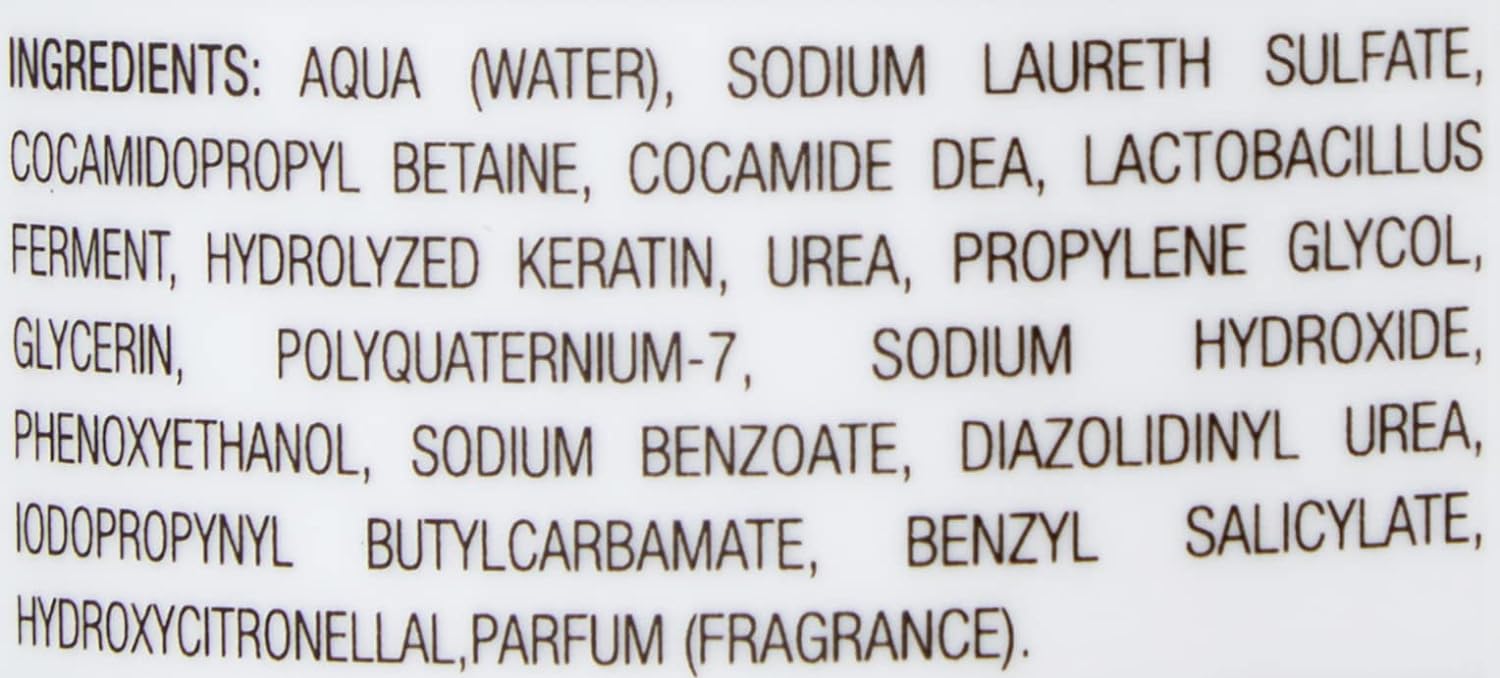 INGREDIENTS: AQUA (WATER), SODIUM LAURETH SULFATE,
COCAMIDOPROPYL BETAINE, COCAMIDE DEA, LACTOBACILLUS
FERMENT, HYDROLYZED KERATIN, UREA, PROPYLENE GLYCOL,
GLYCERIN, POLYQUATERNIUM-7, SODIUM HYDROXIDE,
PHENOXYETHANOL, SODIUM BENZOATE, DIAZOLIDINYL UREA,
IODOPROPYNYL BUTYLCARBAMATE, BENZYL SALICYLATE,
HYDROXYCITRONELLAL,PARFUM (FRAGRANCE).